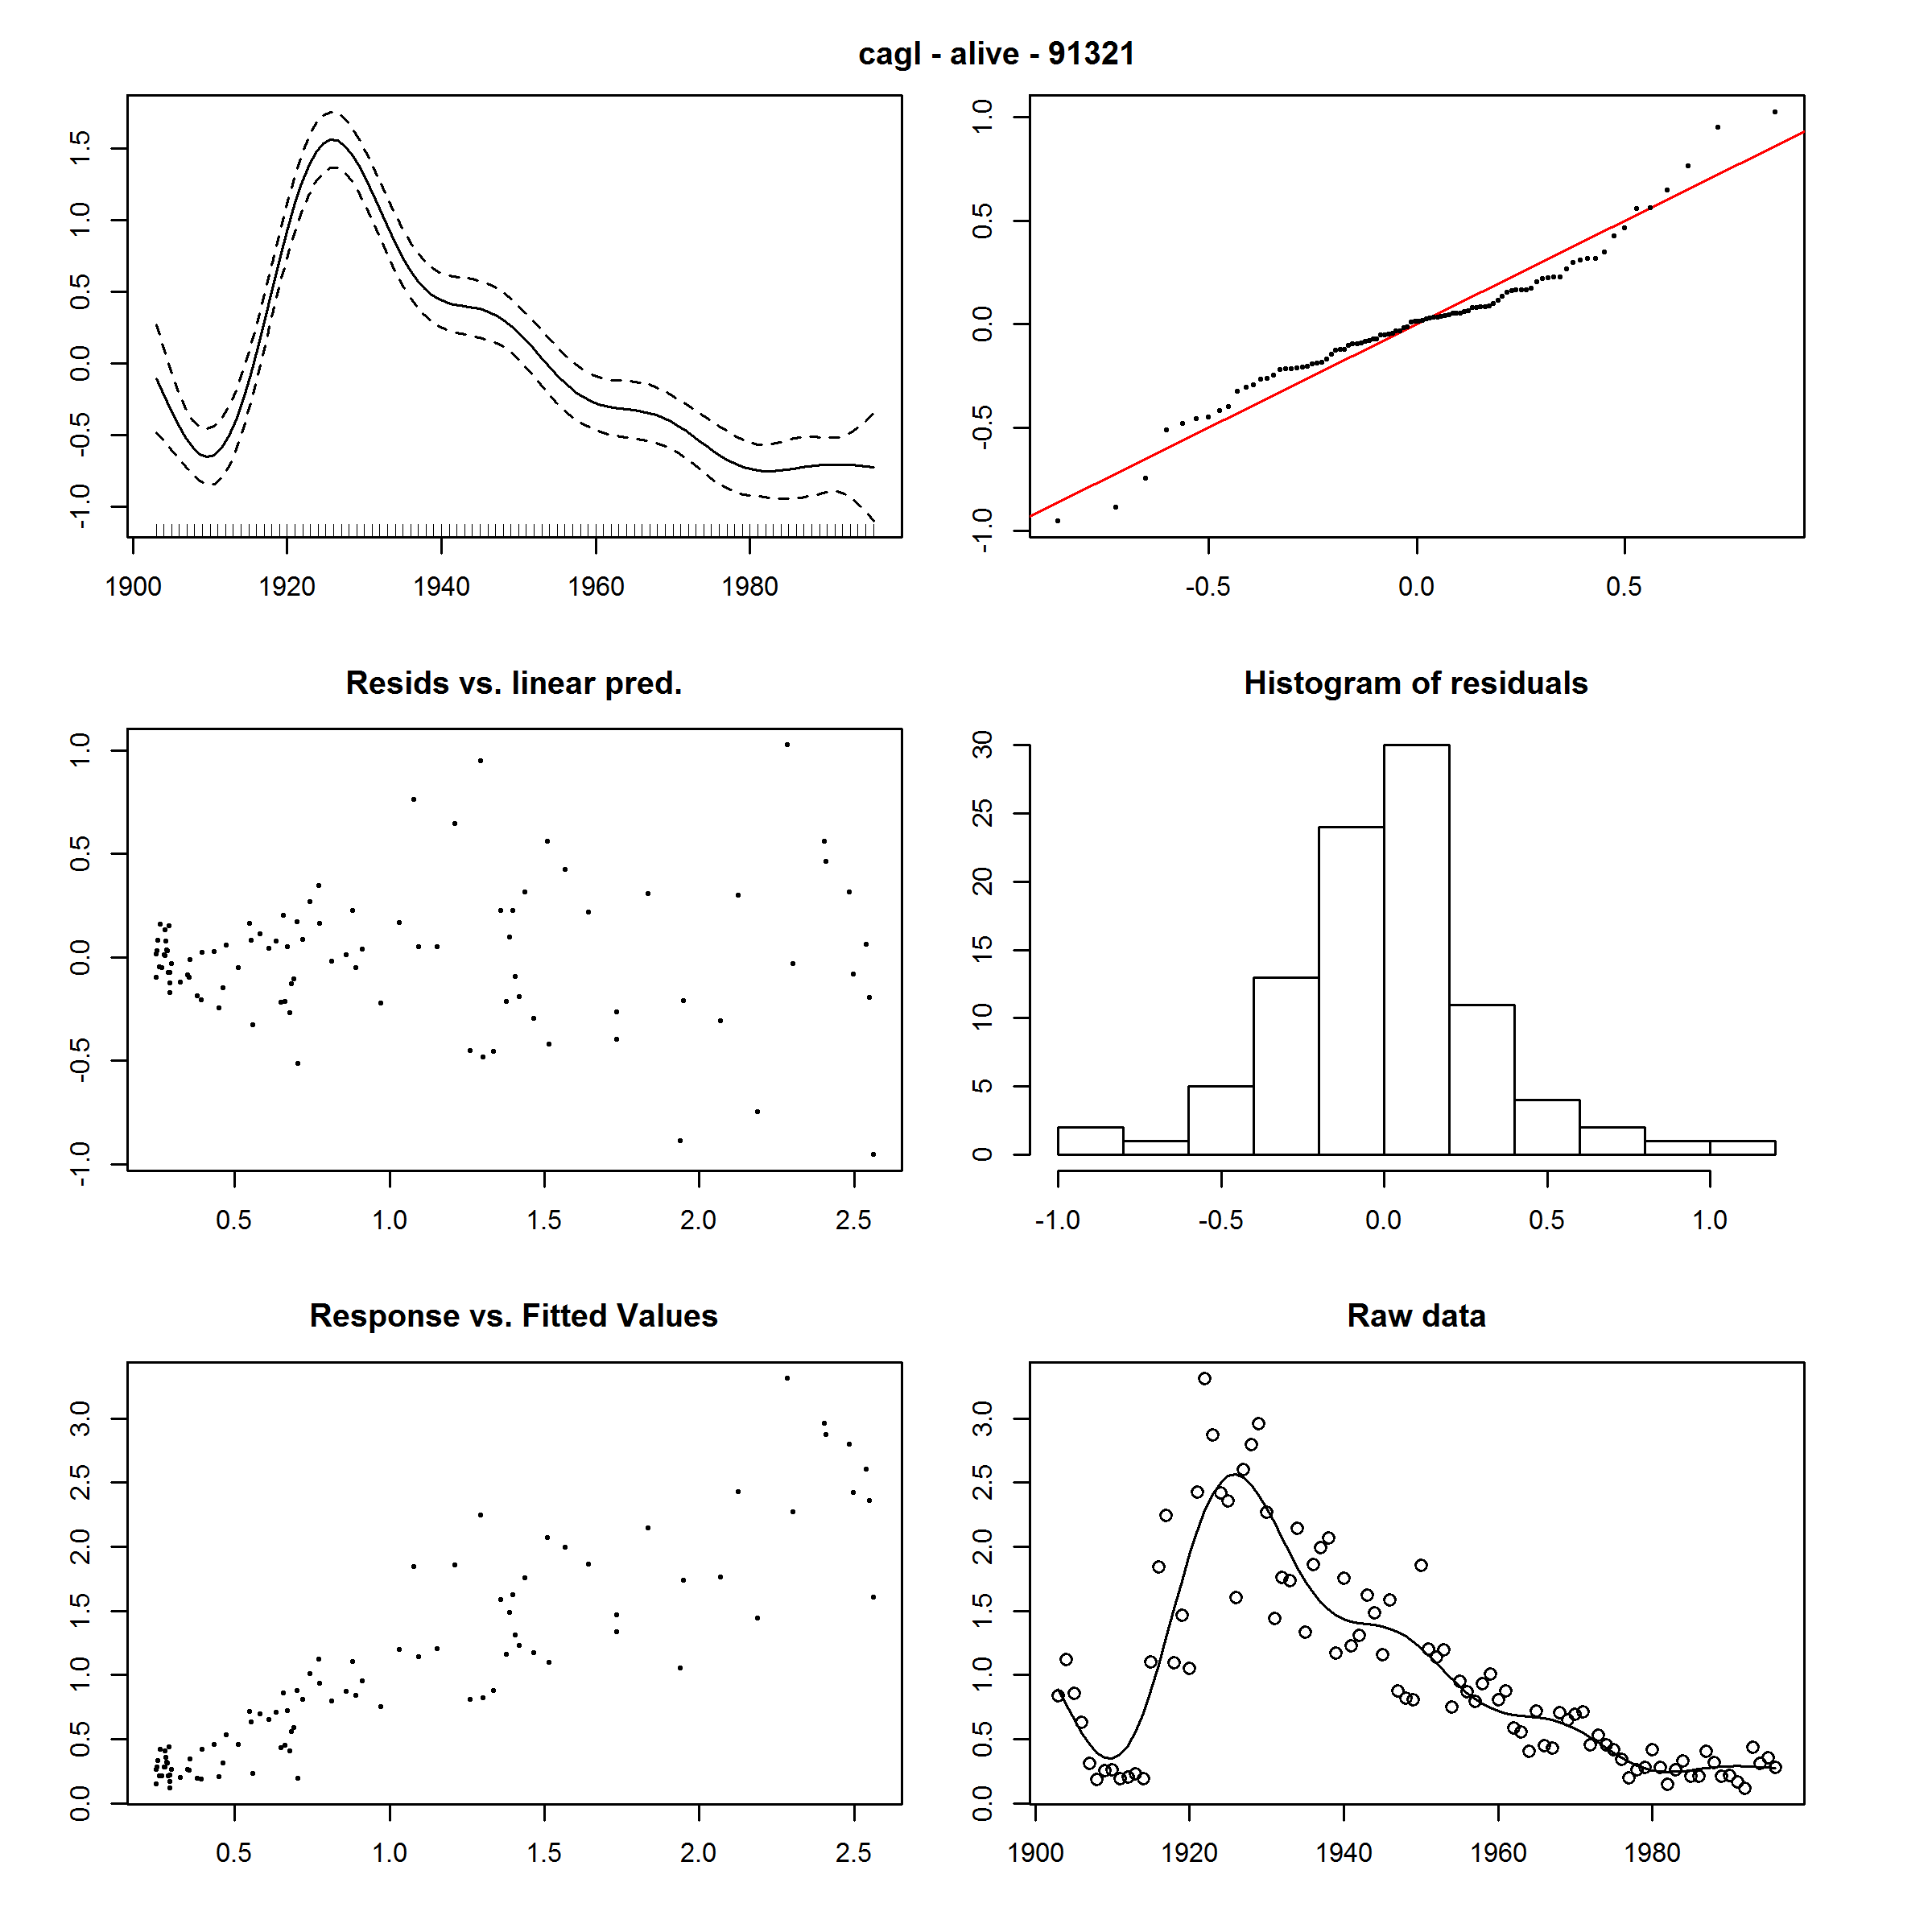 cagl - alive - 91321
-1.0 -0.5 0.0 0.5 1.0 1.5
1900 1920 1940 1960 1980
-1.0 -0.5 0.0 0.5 1.0
-0.5 0.0 0.5
Resids vs. linear pred.
-1.0 -0.5 0.0 0.5 1.0
0.5 1.0 1.5 2.0 2.5
Histogram of residuals
0 5 10 15 20 25 30
-1.0 -0.5 0.0 0.5 1.0
Response vs. Fitted Values
0.0 0.5 1.0 1.5 2.0 2.5 3.0
0.5 1.0 1.5 2.0 2.5
Raw data
0.0 0.5 1.0 1.5 2.0 2.5 3.0
1900 1920 1940 1960 1980